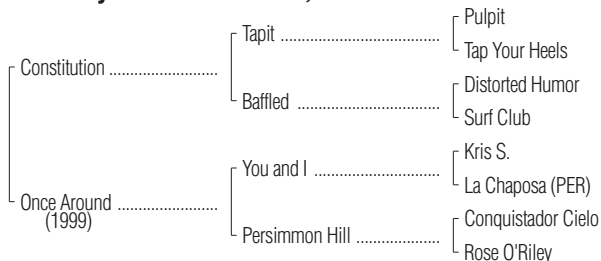 Pulpit
Tapit ........................................
Tap Your Heels
Constitution ...........................
Distorted Humor
Baffled .......................................
Surf Club
Kris S.
You and I ...............................
La Chaposa (PER)
Once Around .........................
(1999)
Conquistador Cielo
Persimmon Hill .....................
Rose O'Riley